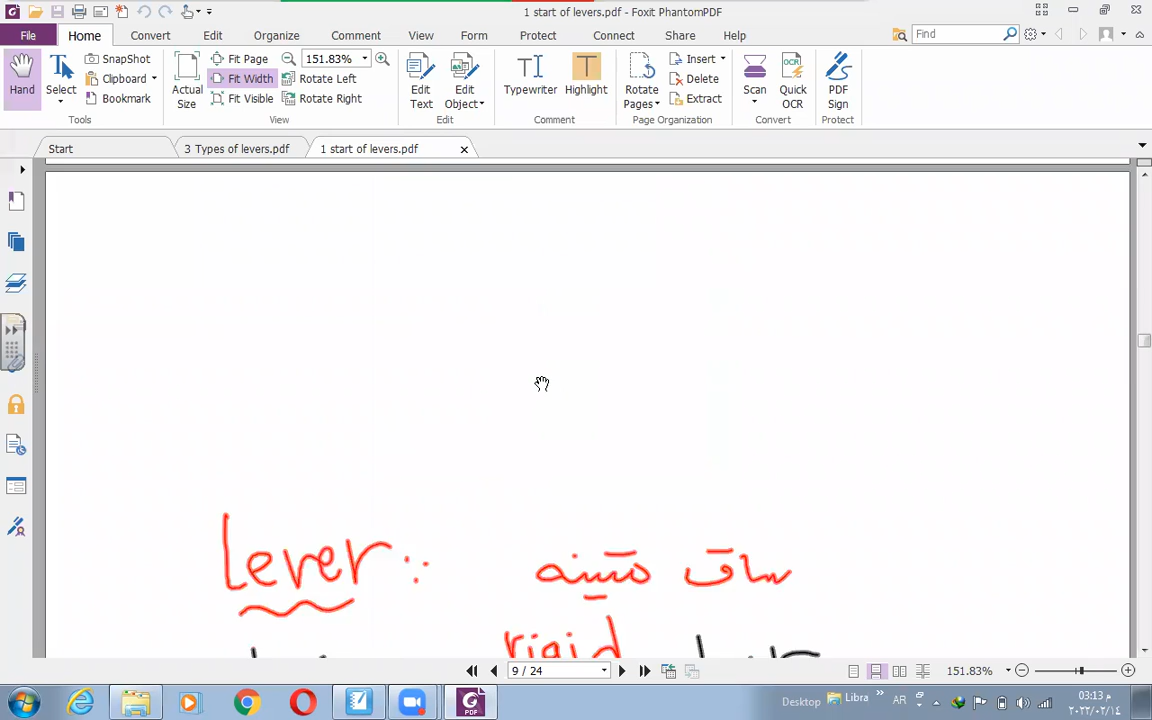 1 start of levers.pdf - Foxit PhantomPDF
File Home Convert Edit Organize Comment View Form Protect Connect Share Help Find
Hand
Select
SnapShot
Clipboard
Bookmark
Tools
Actual Size
Fit Page
Fit Width
Fit Visible
151.83%
Rotate Left
Rotate Right
View
Edit Text
Edit Object
Edit
Typewriter
Highlight
Comment
Rotate Pages
Insert
Delete
Extract
Page Organization
Scan
Quick OCR
Convert
PDF Sign
Protect
Start 3 Types of levers.pdf 1 start of levers.pdf
lever : ساق متينه
rigid
9 / 24 151.83%
Desktop Libra AR 03:13 م
٢٠٢٢/٠٢/١٤